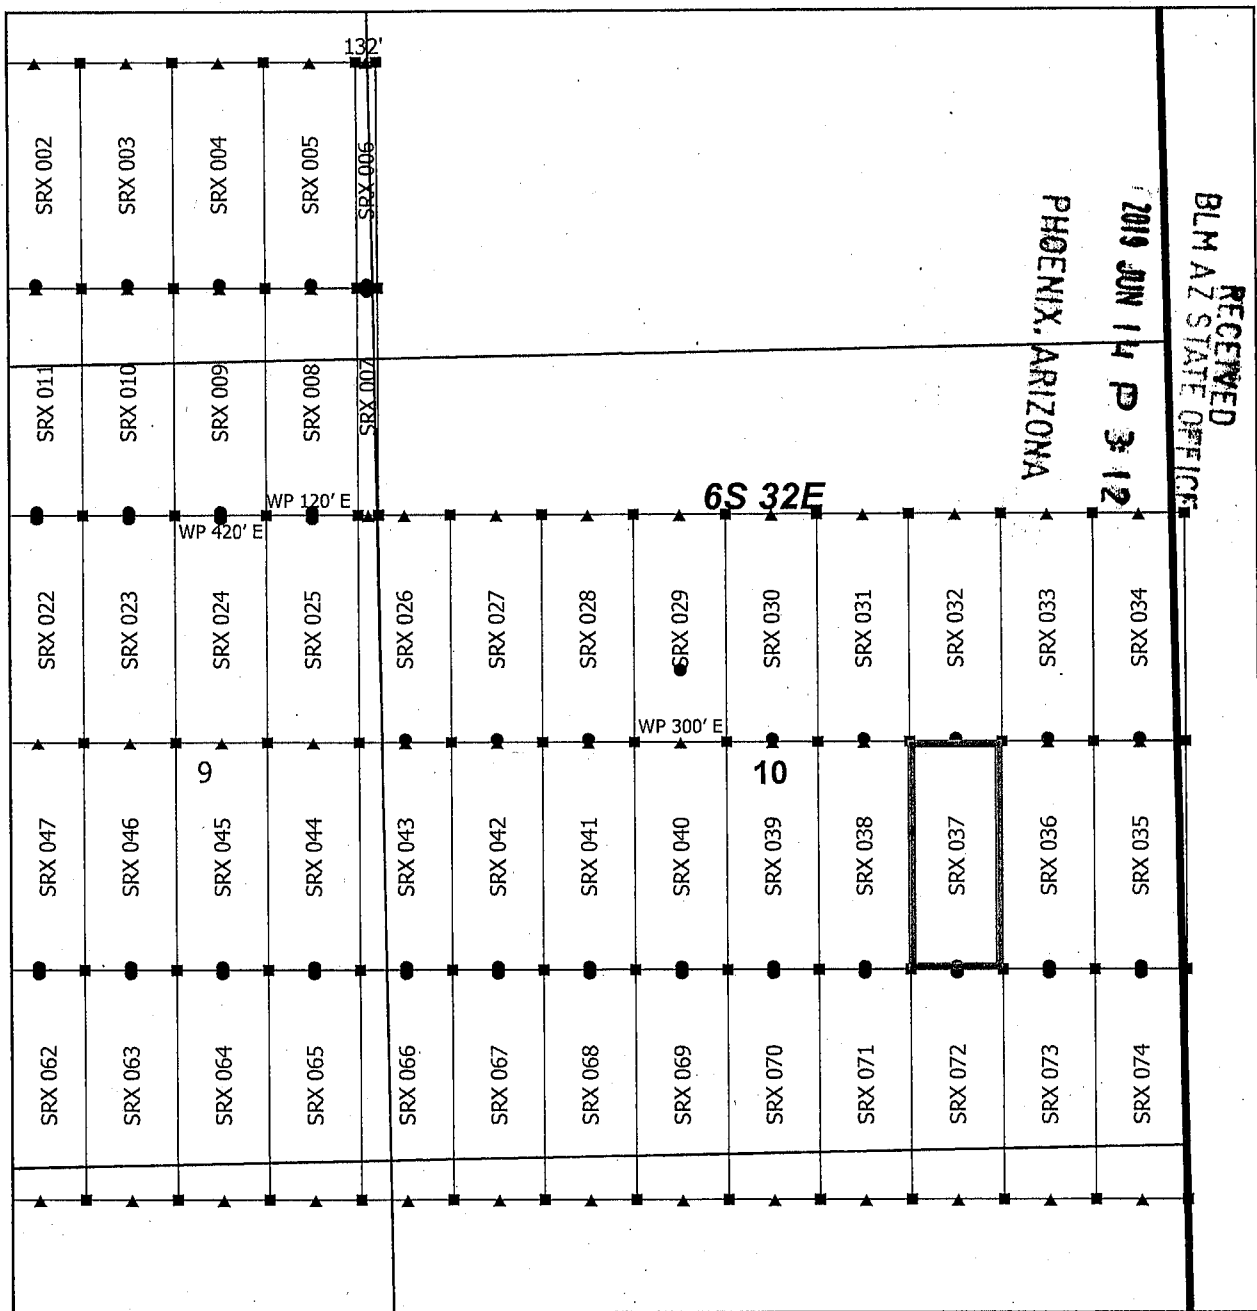 132'
SRX 002
SRX 003
SRX 004
SRX 005
SRX 006
RECEIVED
BLM AZ STATE OFFICE
2019 JUN 14 P 3:12
PHOENIX, ARIZONA
SRX 011
SRX 010
SRX 009
SRX 008
SRX 007
WP 120' E
WP 420' E
6S 32E
SRX 022
SRX 023
SRX 024
SRX 025
SRX 026
SRX 027
SRX 028
SRX 029
SRX 030
SRX 031
SRX 032
SRX 033
SRX 034
WP 300' E
9
10
SRX 047
SRX 046
SRX 045
SRX 044
SRX 043
SRX 042
SRX 041
SRX 040
SRX 039
SRX 038
SRX 037
SRX 036
SRX 035
SRX 062
SRX 063
SRX 064
SRX 065
SRX 066
SRX 067
SRX 068
SRX 069
SRX 070
SRX 071
SRX 072
SRX 073
SRX 074